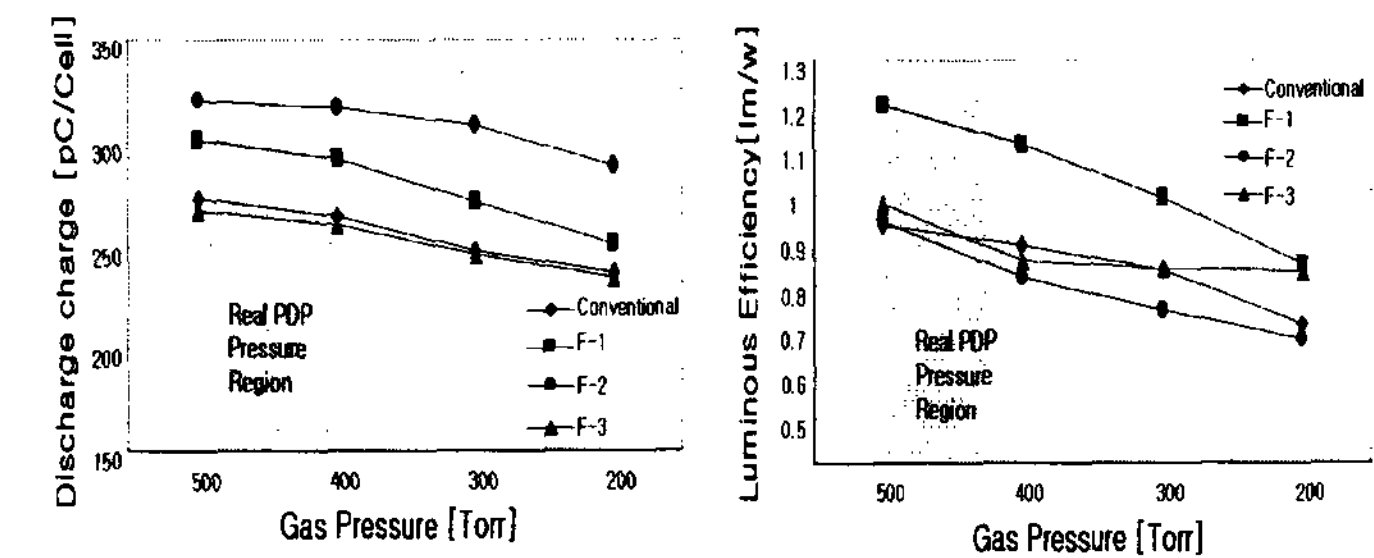 Discharge charge [pC/Cell]
350
300
250
200
150
Real PDP
Pressure
Region
Conventional
F-1
F-2
F-3
500 400 300 200
Gas Pressure [Torr]
Luminous Efficiency[lm/w]
1.3
1.2
1.1
1
0.9
0.8
0.7
0.6
0.5
Conventional
F-1
F-2
F-3
Real PDP
Pressure
Region
500 400 300 200
Gas Pressure [Torr]